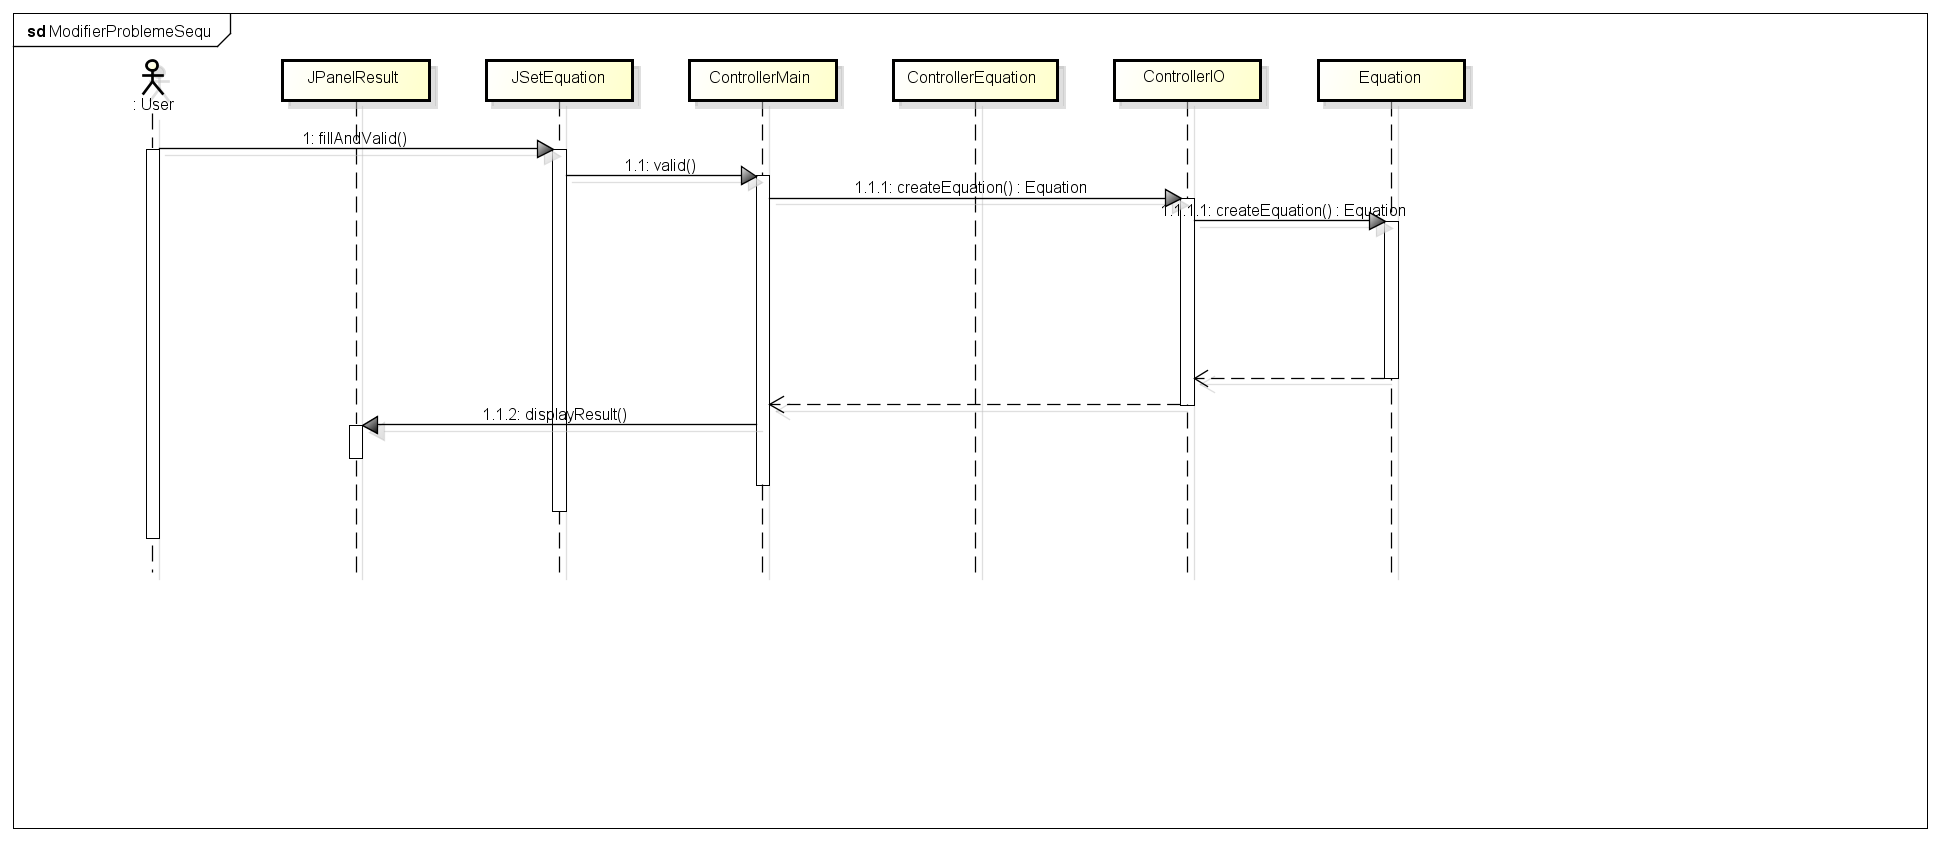 sd ModifierProblemeSequ
: User
JPanelResult
JSetEquation
ControllerMain
ControllerEquation
ControllerIO
Equation
1: fillAndValid()
1.1: valid()
1.1.1: createEquation() : Equation
1.1.1.1: createEquation() : Equation
1.1.2: displayResult()